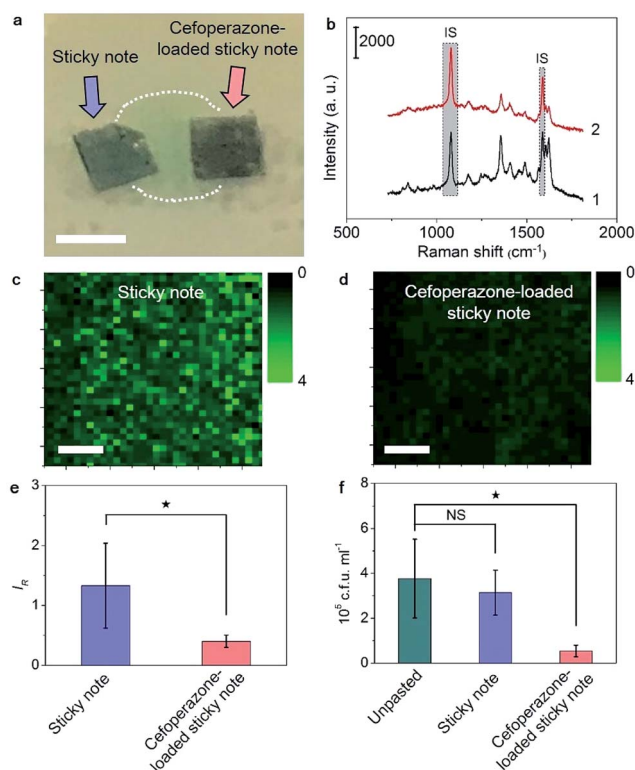 a
Sticky note
Cefoperazone-
loaded sticky note
b
2000
IS
IS
2
1
Intensity (a. u.)
500
1000
1500
2000
Raman shift (cm⁻¹)
c
Sticky note
0
4
d
Cefoperazone-loaded
sticky note
0
4
e
3
2
1
0
I_R
★
Sticky note
Cefoperazone-
loaded sticky note
f
8
6
4
2
0
10⁵ c.f.u. ml⁻¹
NS
★
Unpasted
Sticky note
Cefoperazone-
loaded sticky note